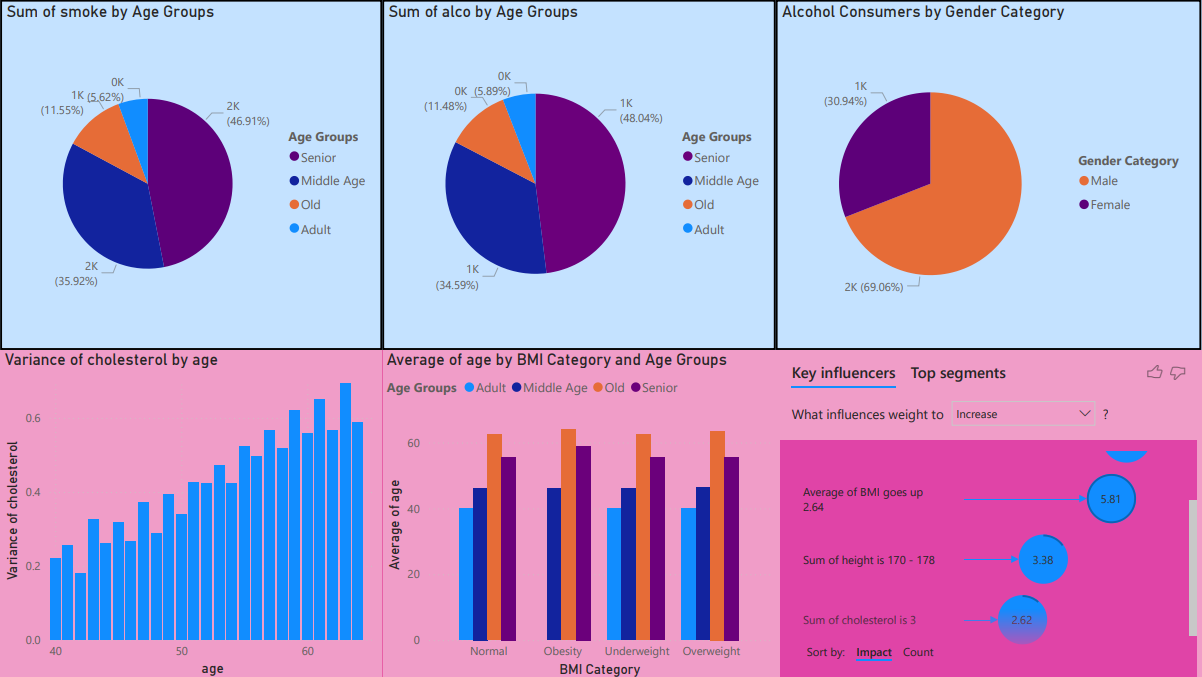 Sum of smoke by Age Groups
0K
(5.62%)
1K
(11.55%)
2K
(46.91%)
2K
(35.92%)
Age Groups
Senior
Middle Age
Old
Adult
Sum of alco by Age Groups
0K
(5.89%)
0K
(11.48%)
1K
(48.04%)
1K
(34.59%)
Age Groups
Senior
Middle Age
Old
Adult
Alcohol Consumers by Gender Category
1K
(30.94%)
2K (69.06%)
Gender Category
Male
Female
Variance of cholesterol by age
Variance of cholesterol
0.6
0.4
0.2
0.0
40
50
60
age
Average of age by BMI Category and Age Groups
Age Groups Adult Middle Age Old Senior
Average of age
60
40
20
0
Normal
Obesity
Underweight
Overweight
BMI Category
Key influencers Top segments
What influences weight to Increase ?
Average of BMI goes up
2.64
5.81
Sum of height is 170 - 178
3.38
Sum of cholesterol is 3
2.62
Sort by: Impact Count